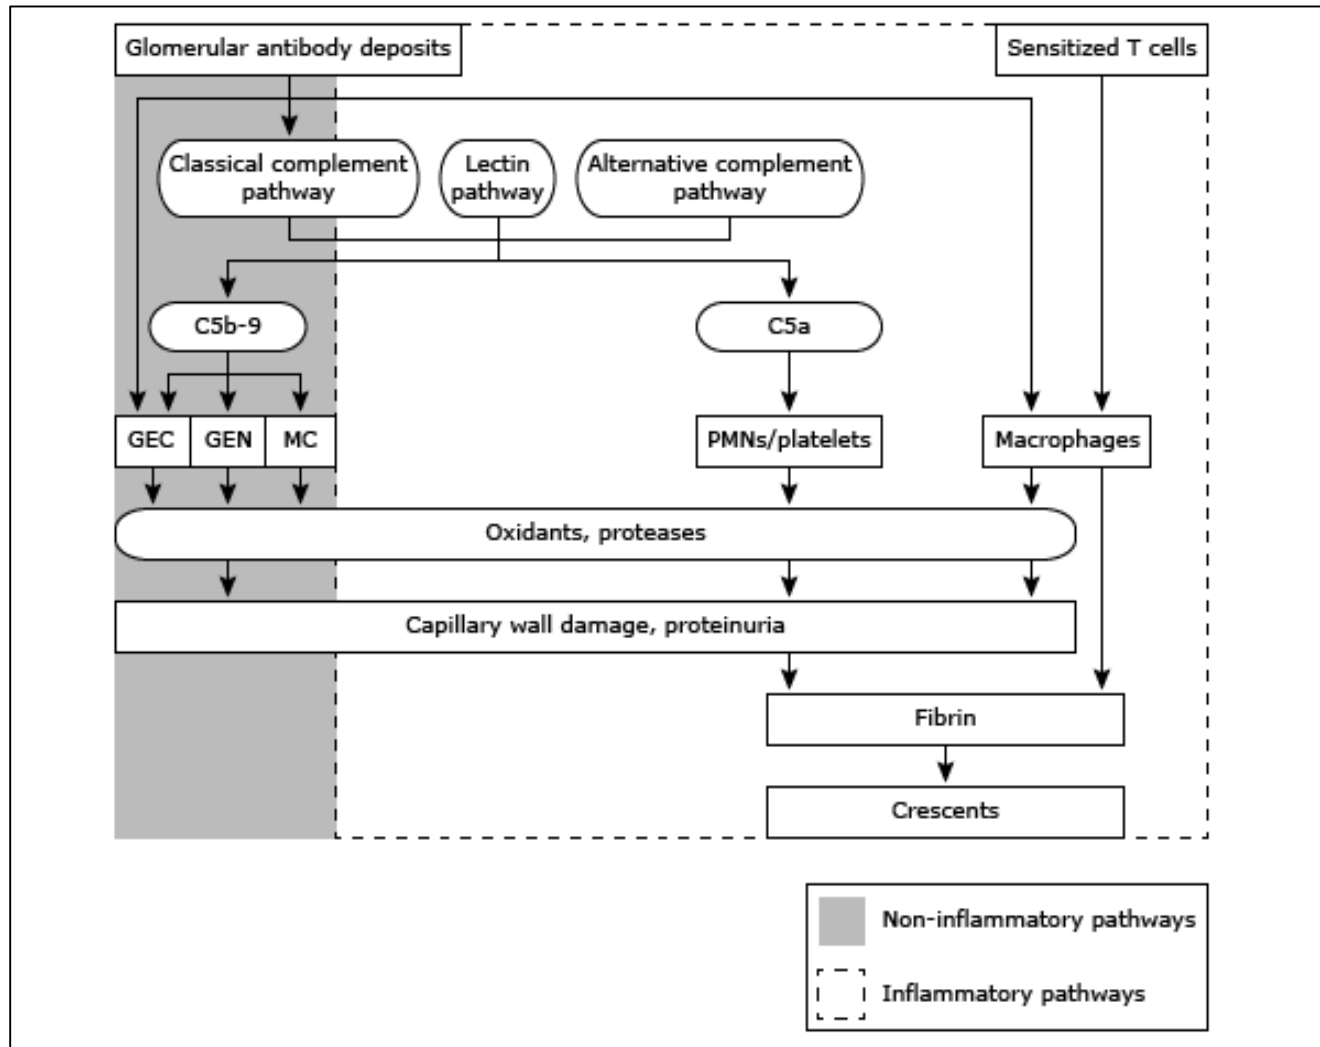 Glomerular antibody deposits
Sensitized T cells
Classical complement
pathway
Lectin
pathway
Alternative complement
pathway
C5b-9
C5a
GEC
GEN
MC
PMNs/platelets
Macrophages
Oxidants, proteases
Capillary wall damage, proteinuria
Fibrin
Crescents
Non-inflammatory pathways
Inflammatory pathways